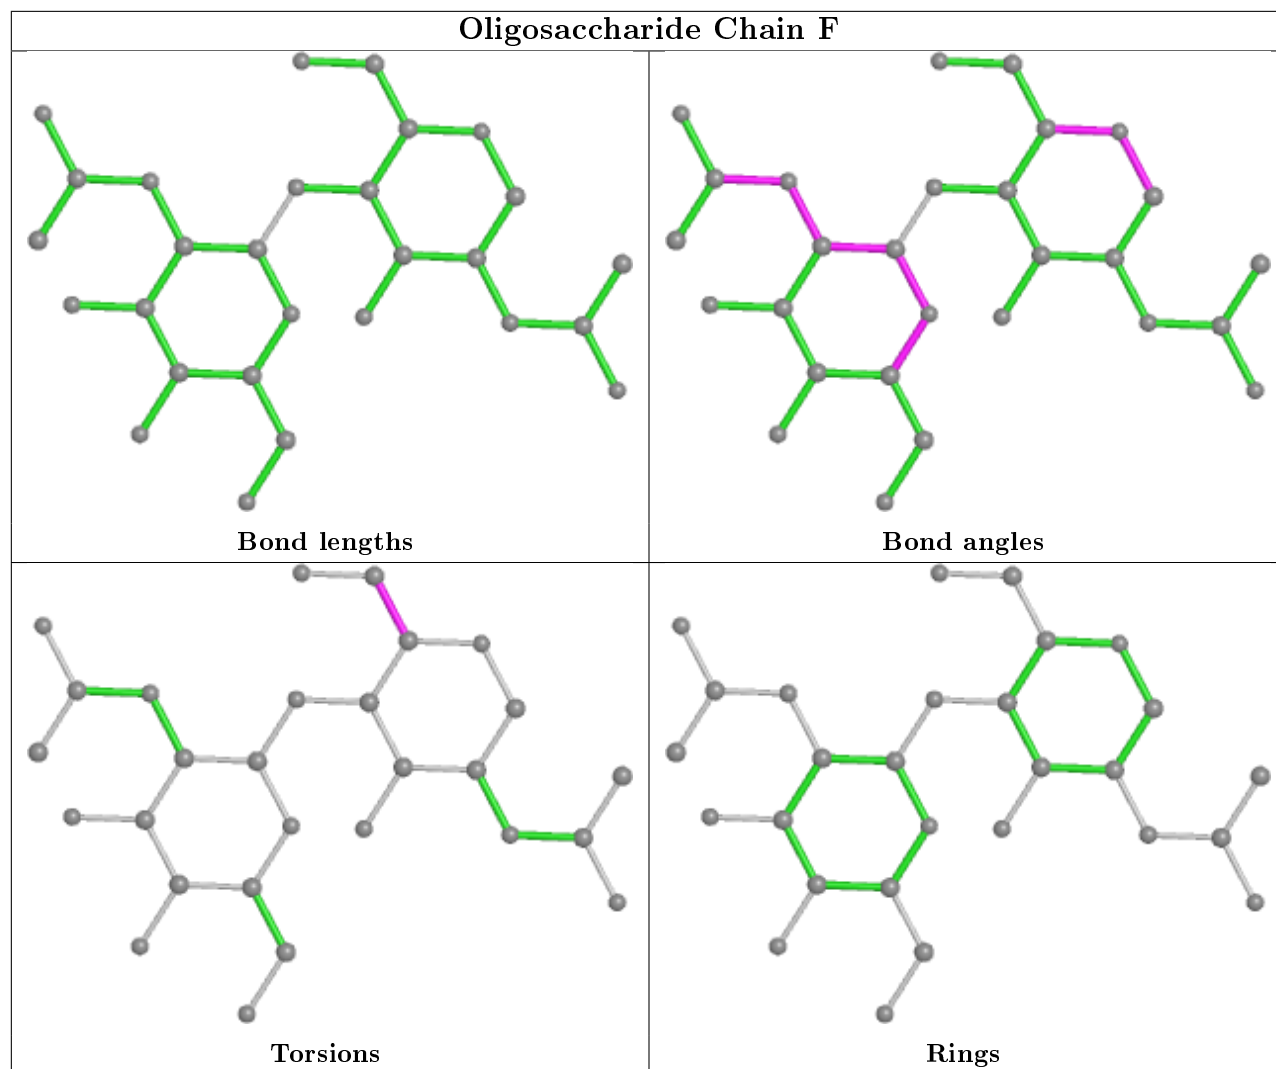 Oligosaccharide Chain F
Bond lengths
Bond angles
Torsions
Rings